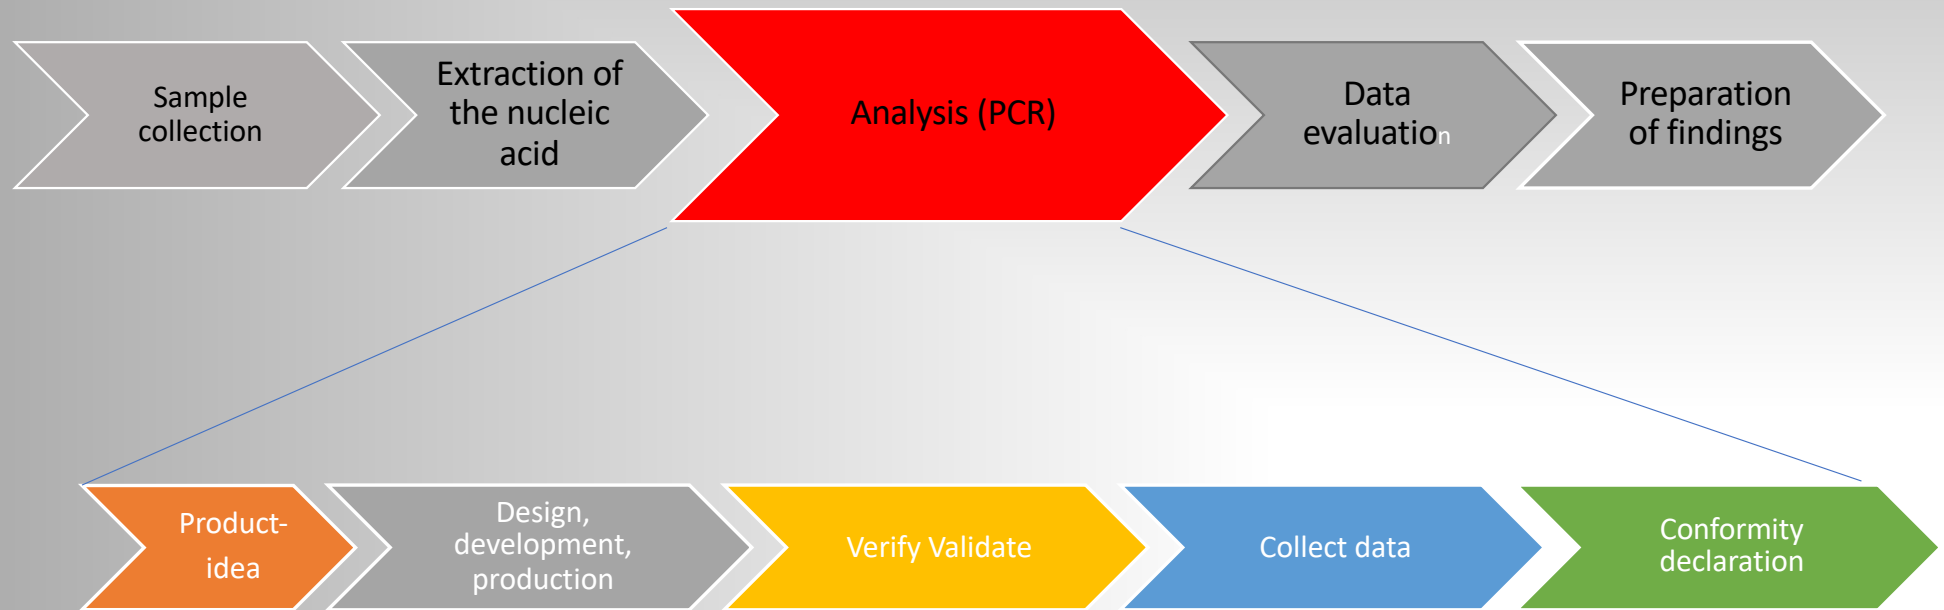 Sample
collection
Extraction of
the nucleic
acid
Analysis (PCR)
Data
evaluation
Preparation
of findings
Product-
idea
Design,
development,
production
Verify Validate
Collect data
Conformity
declaration